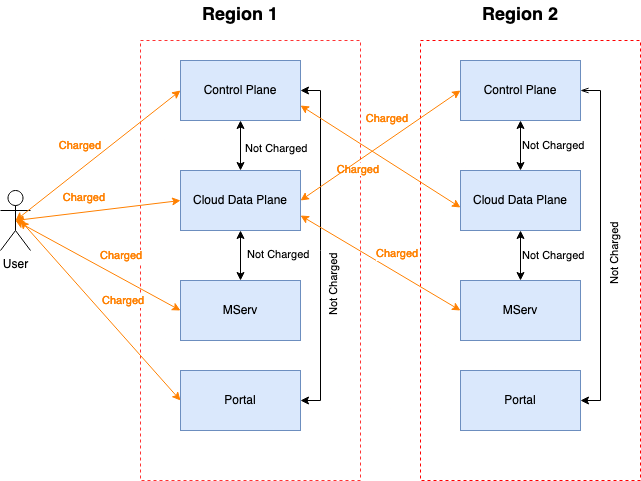 Region 1
Region 2
Control Plane
Control Plane
Charged
Charged
Not Charged
Not Charged
Charged
Charged
Cloud Data Plane
Cloud Data Plane
User
Charged
Not Charged
Charged
Not Charged
Not Charged
Not Charged
Charged
MServ
MServ
Portal
Portal